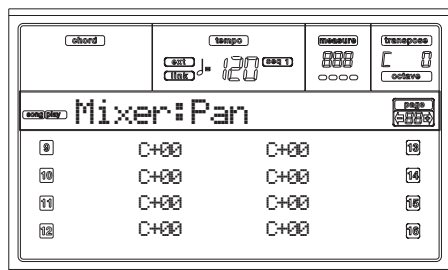 chord tempo measure transpose
ext ♩= 120 seq 1 888 C 0
link octave
song play Mixer:Pan page
88
9 C+00 C+00 13
10 C+00 C+00 14
11 C+00 C+00 15
12 C+00 C+00 16